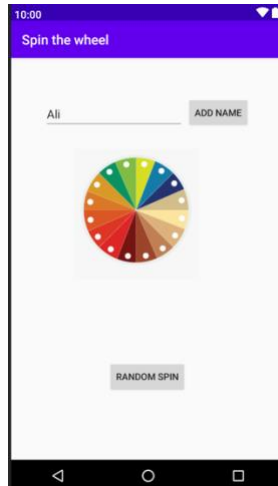 10:00
Spin the wheel
Ali
ADD NAME
RANDOM SPIN